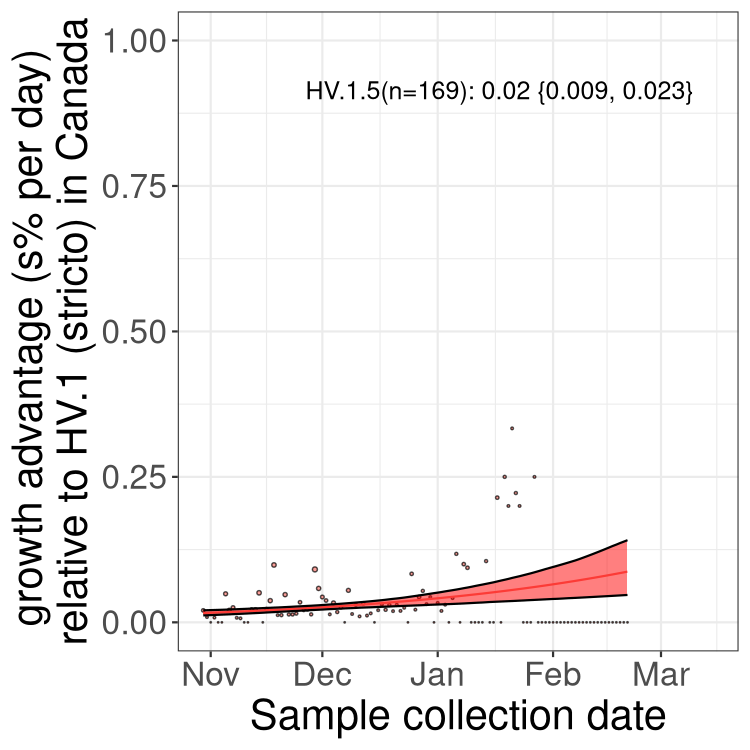 growth advantage (s% per day)
relative to HV.1 (stricto) in Canada
1.00
0.75
0.50
0.25
0.00
HV.1.5(n=169): 0.02 {0.009, 0.023}
Nov Dec Jan Feb Mar
Sample collection date